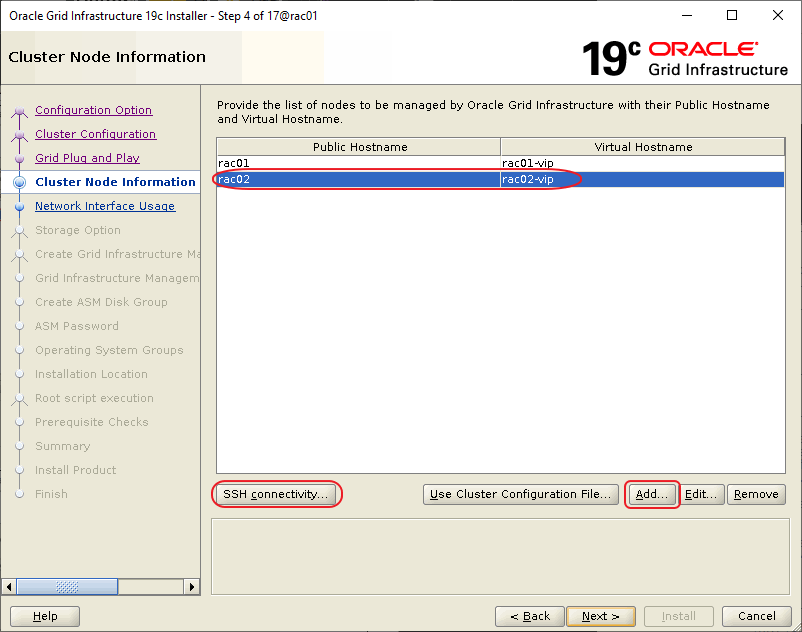 Oracle Grid Infrastructure 19c Installer - Step 4 of 17@rac01
Cluster Node Information
19c ORACLE
Grid Infrastructure
Configuration Option
Cluster Configuration
Grid Plug and Play
Cluster Node Information
Network Interface Usage
Storage Option
Create Grid Infrastructure Ma
Grid Infrastructure Managem
Create ASM Disk Group
ASM Password
Operating System Groups
Installation Location
Root script execution
Prerequisite Checks
Summary
Install Product
Finish
Provide the list of nodes to be managed by Oracle Grid Infrastructure with their Public Hostname
and Virtual Hostname.
Public Hostname Virtual Hostname
rac01 rac01-vip
rac02 rac02-vip
SSH connectivity... Use Cluster Configuration File... Add... Edit... Remove
Help < Back Next > Install Cancel